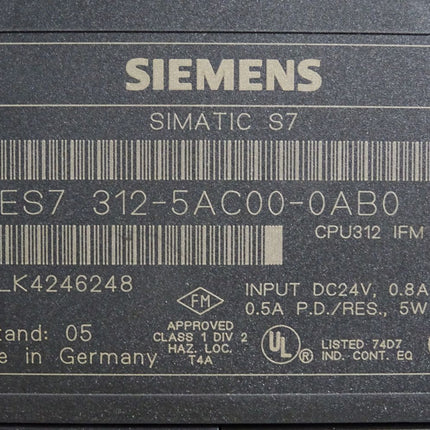 SIEMENS
SIMATIC S7
ES7 312-5AC00-0AB0
CPU312 IFM
LK4246248
INPUT DC24V, 0.8A
0.5A P.D./RES., 5W
FM
APPROVED
CLASS 1 DIV 2
HAZ. LOC.
T4A
tand: 05
e in Germany
UL
LISTED 74D7
IND. CONT. EQ